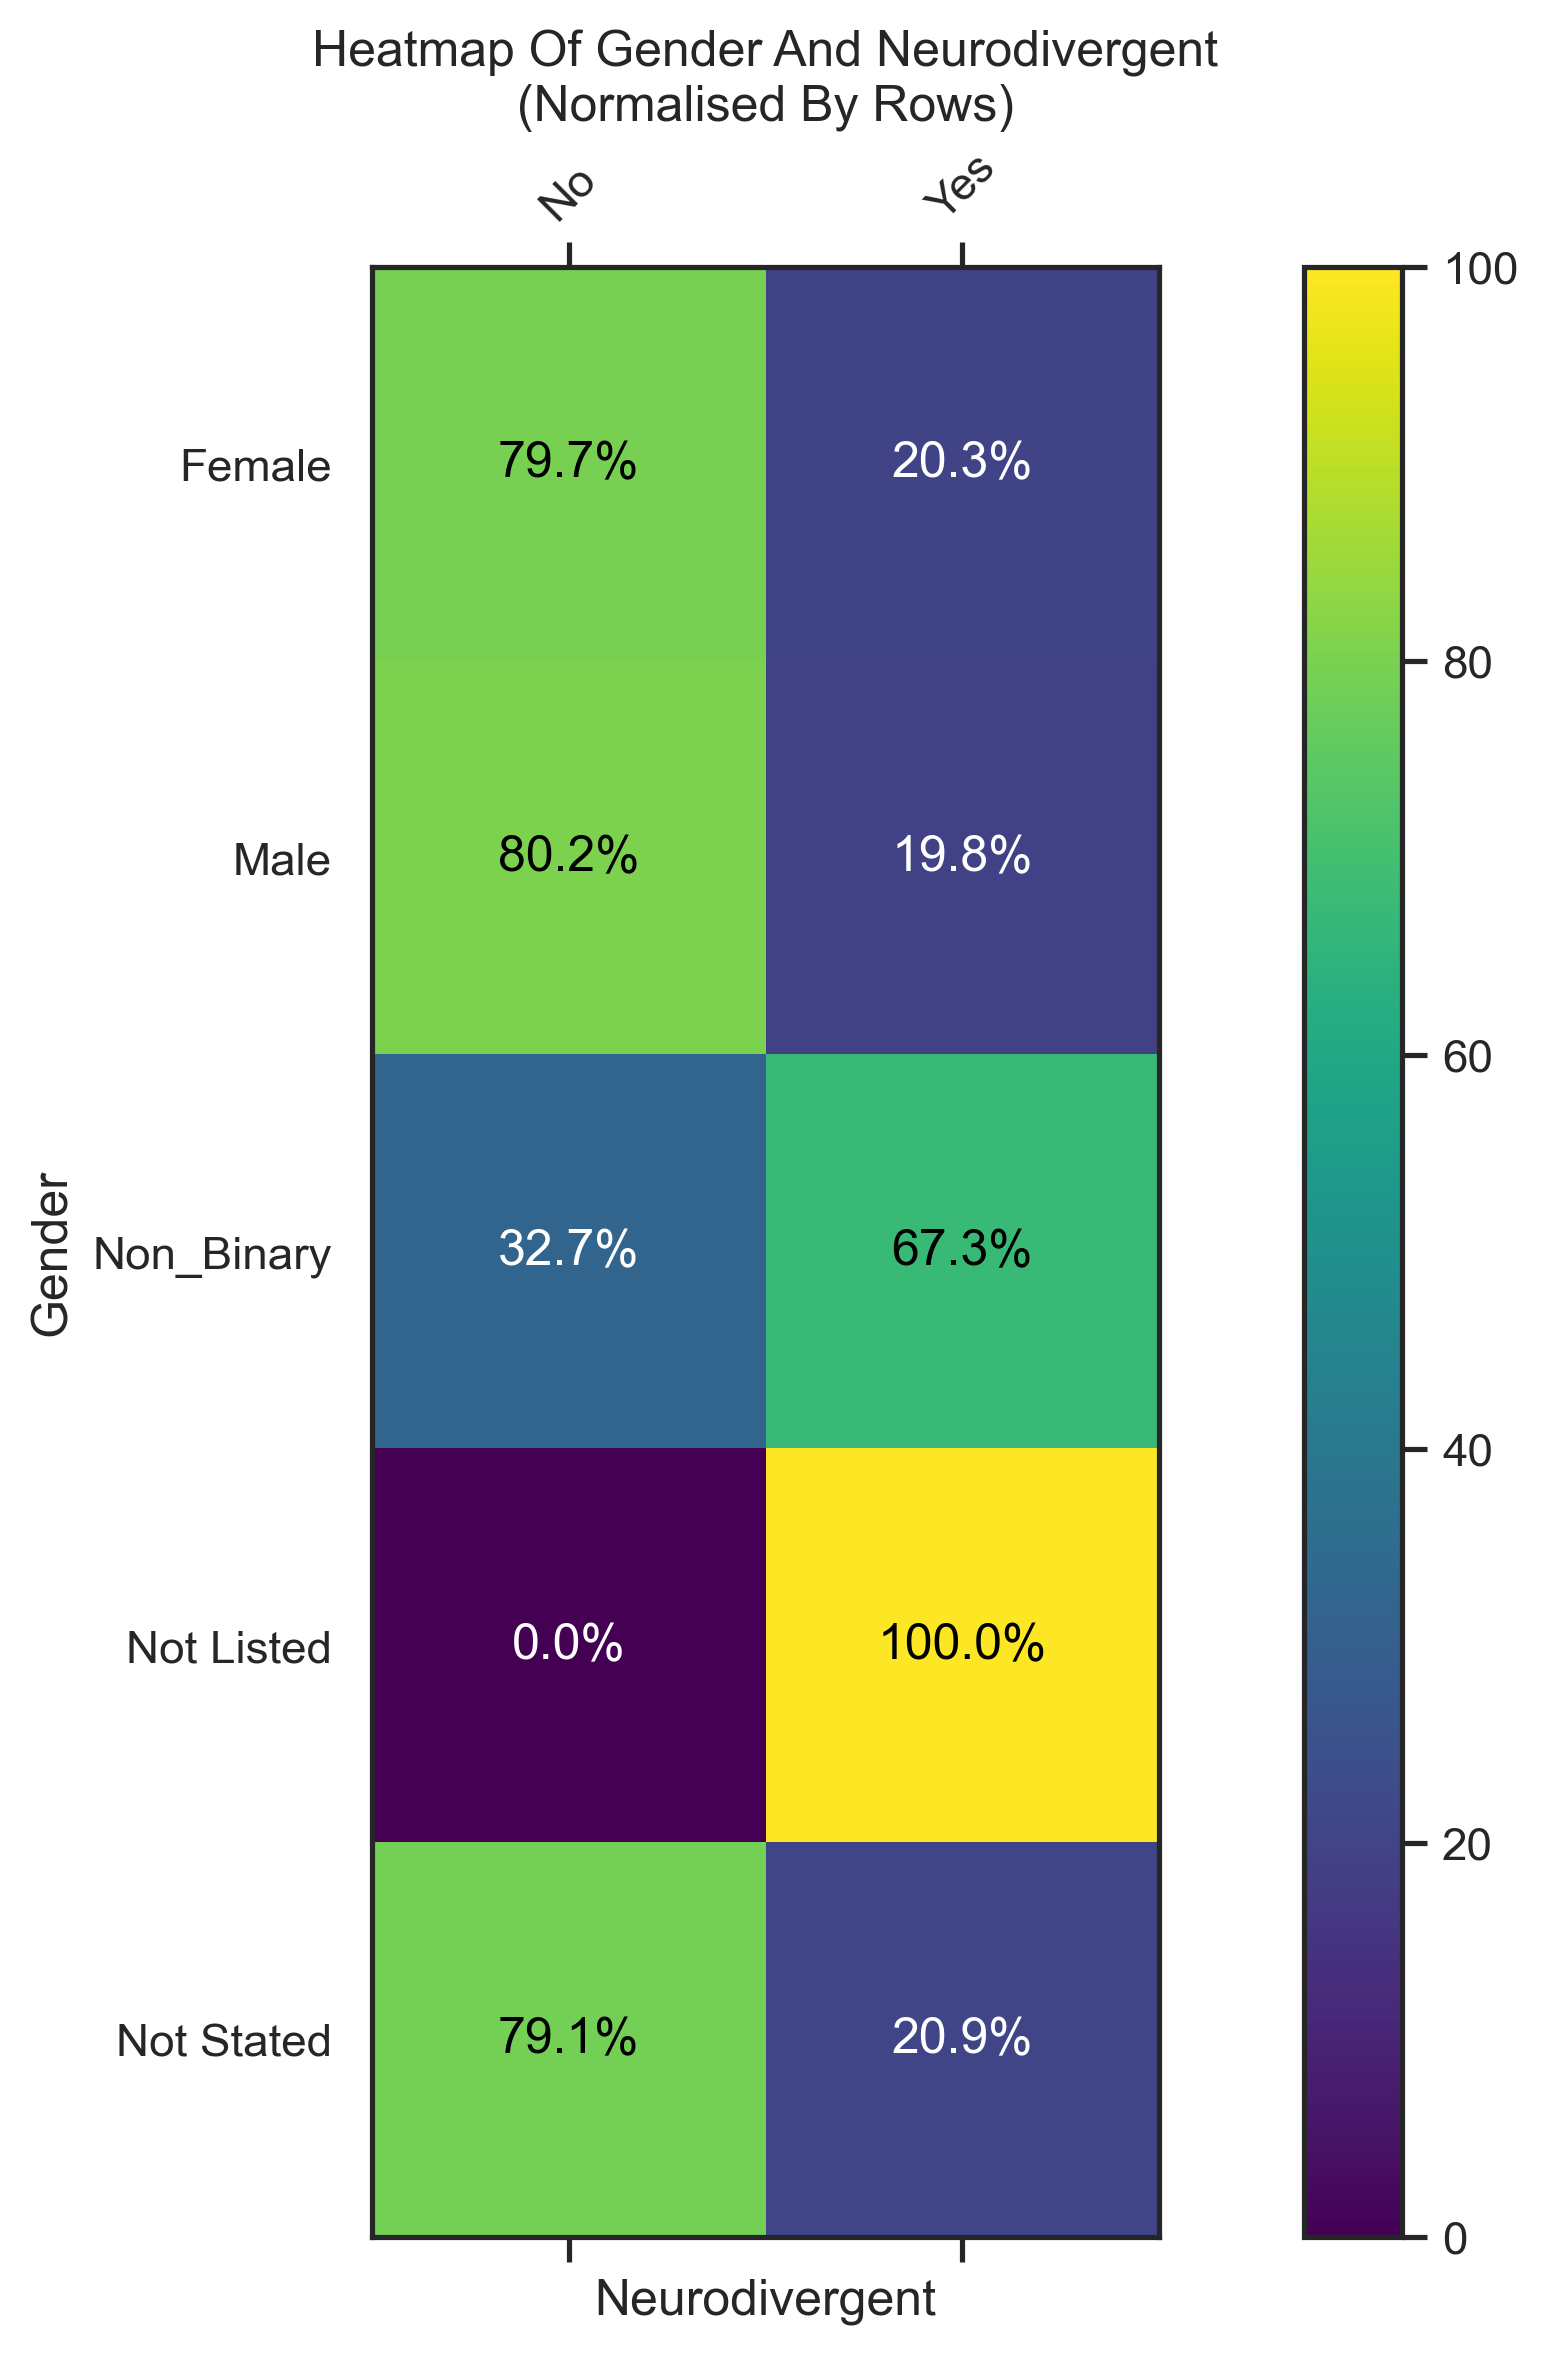 Heatmap Of Gender And Neurodivergent
(Normalised By Rows)
No
Yes
Gender
Female
79.7%
20.3%
Male
80.2%
19.8%
Non_Binary
32.7%
67.3%
Not Listed
0.0%
100.0%
Not Stated
79.1%
20.9%
Neurodivergent
100
80
60
40
20
0